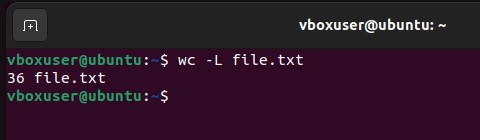 vboxuser@ubuntu: ~
vboxuser@ubuntu:~$ wc -L file.txt
36 file.txt
vboxuser@ubuntu:~$